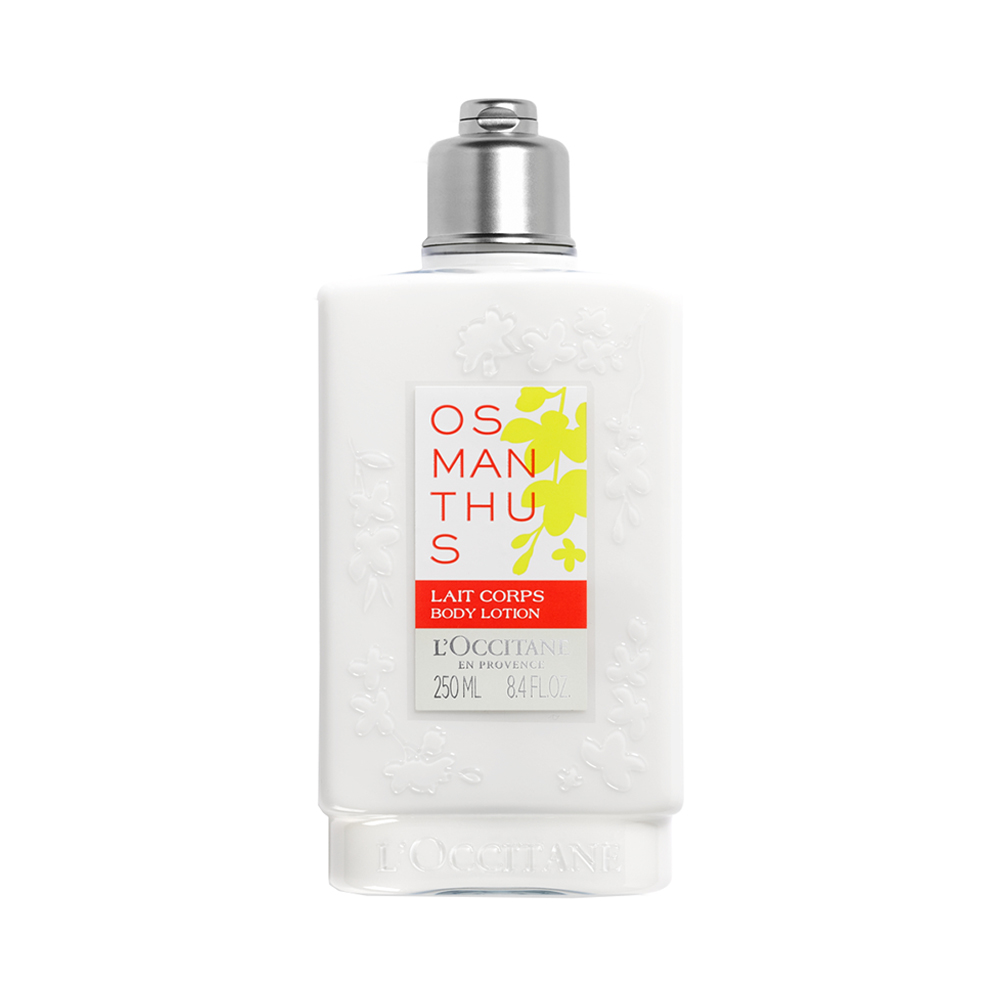 OS
MAN
THU
S
LAIT CORPS
BODY LOTION
L'OCCITANE
EN PROVENCE
250 ML 8.4 FL.OZ.
L'OCCITANE